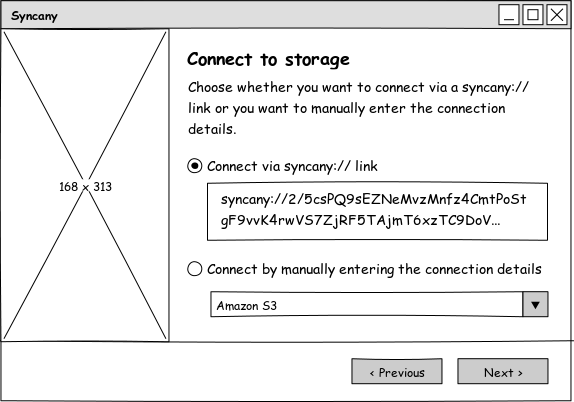 Syncany
168 x 313
Connect to storage
Choose whether you want to connect via a syncany://
link or you want to manually enter the connection
details.
Connect via syncany:// link
syncany://2/5csPQ9sEZNeMvzMnfz4CmtPoSt
gF9vvK4rwVS7ZjRF5TAjmT6xzTC9DoV...
Connect by manually entering the connection details
Amazon S3
‹ Previous
Next ›